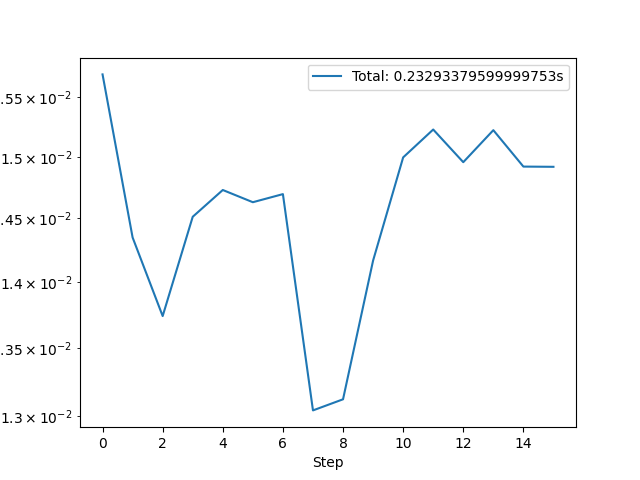 Total: 0.23293379599999753s
.55 × 10⁻²
1.5 × 10⁻²
.45 × 10⁻²
1.4 × 10⁻²
.35 × 10⁻²
1.3 × 10⁻²
0 2 4 6 8 10 12 14
Step